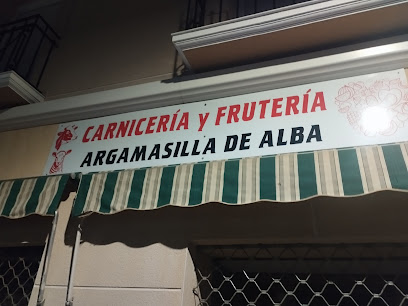 CARNICERÍA y FRUTERÍA
ARGAMASILLA DE ALBA